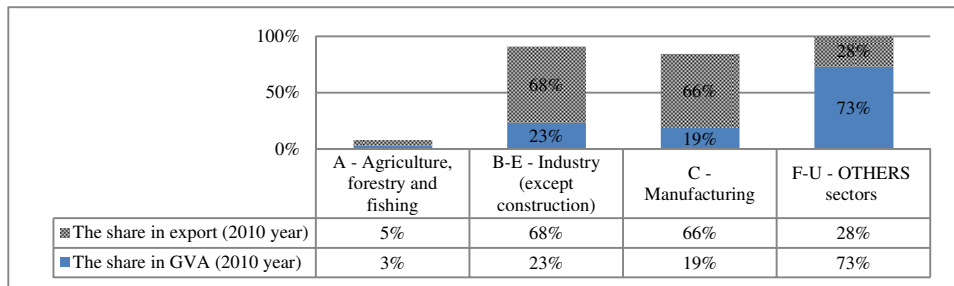 100%
50%
0%
28%
68%
66%
73%
23%
19%
A - Agriculture,
forestry and
fishing
B-E - Industry
(except
construction)
C -
Manufacturing
F-U - OTHERS
sectors
The share in export (2010 year) 5% 68% 66% 28%
The share in GVA (2010 year) 3% 23% 19% 73%